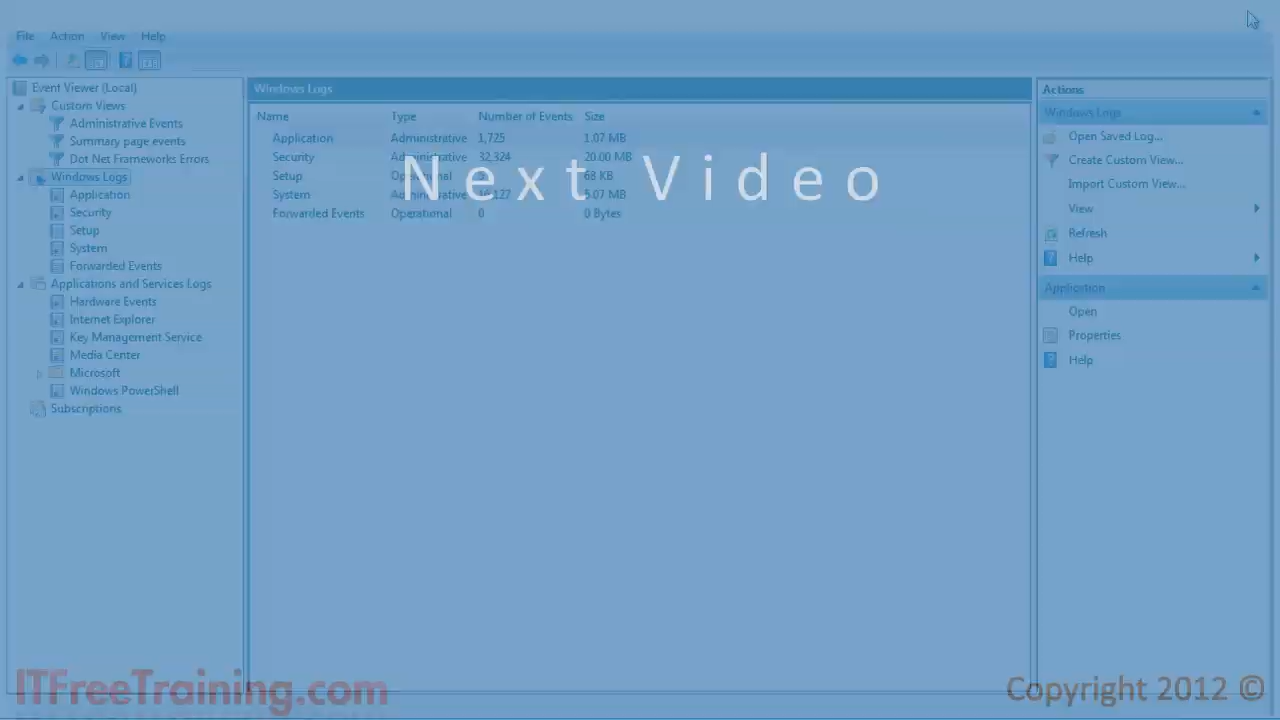 File Action View Help
Event Viewer (Local)
Custom Views
Administrative Events
Summary page events
Dot Net Frameworks Errors
Windows Logs
Application
Security
Setup
System
Forwarded Events
Applications and Services Logs
Hardware Events
Internet Explorer
Key Management Service
Media Center
Microsoft
Windows PowerShell
Subscriptions
Windows Logs
Name Type Number of Events Size
Application Administrative 1,725 1.07 MB
Security Administrative 32,324 20.00 MB
Setup Operational 68 KB
System Administrative 5.07 MB
Forwarded Events Operational 0 0 Bytes
Next Video
Actions
Windows Logs
Open Saved Log...
Create Custom View...
Import Custom View...
View
Refresh
Help
Application
Open
Properties
Help
ITFreeTraining.com
Copyright 2012 ©